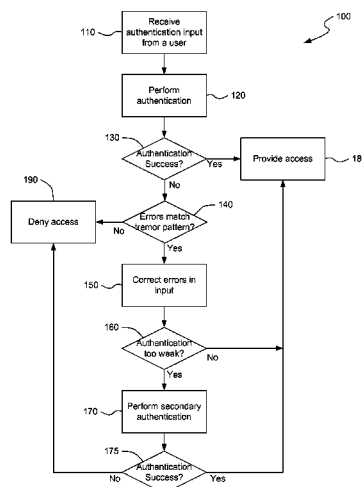 100
Receive
authentication input
from a user
110
Perform
authentication
120
130
Authentication
Success?
Yes
No
Provide access
18
190
Deny access
Errors match
tremor pattern?
140
No
Yes
150
Correct errors in
input
160
Authentication
too weak?
No
Yes
170
Perform secondary
authentication
175
Authentication
Success?
No
Yes